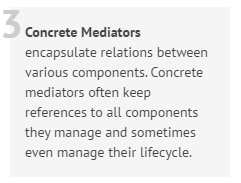 3
Concrete Mediators
encapsulate relations between
various components. Concrete
mediators often keep
references to all components
they manage and sometimes
even manage their lifecycle.